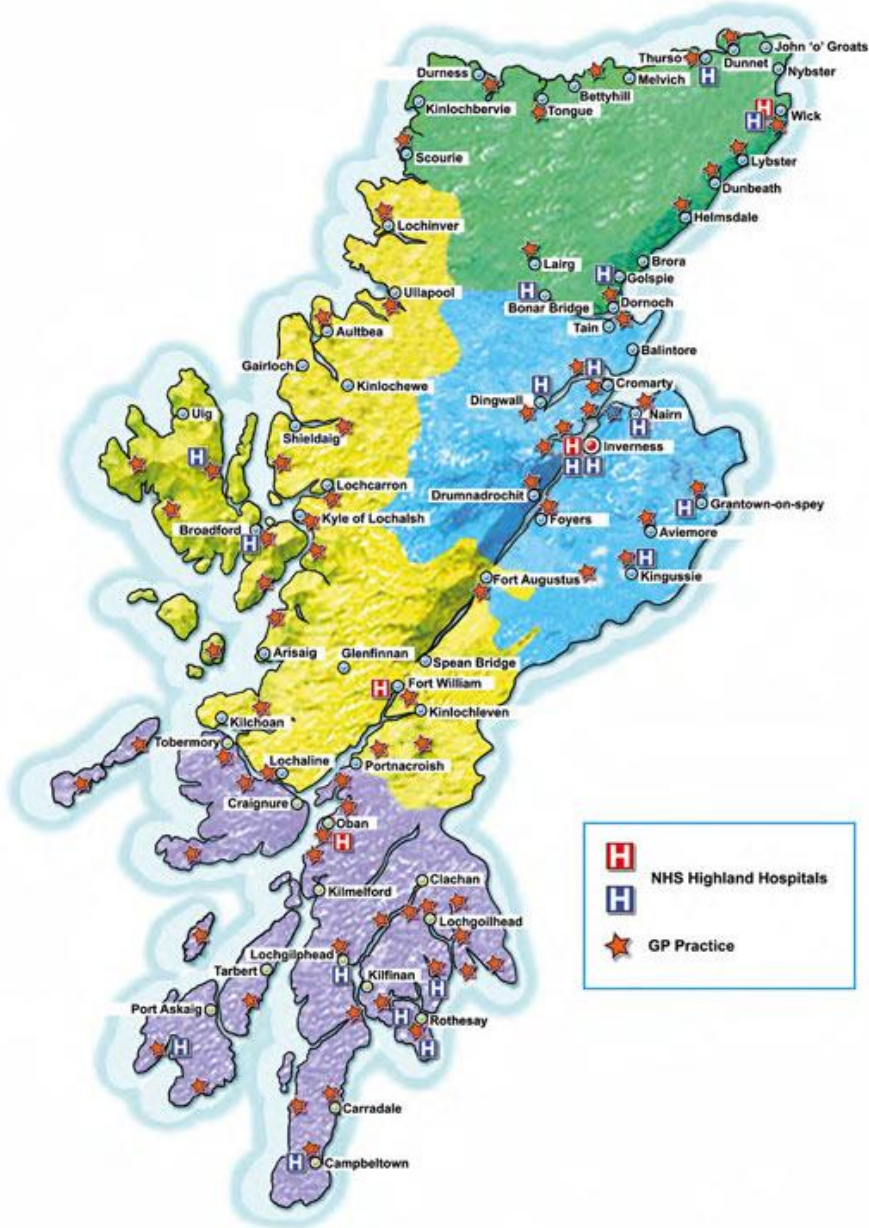 John 'o' Groats
Thurso
Dunnet
Durness
Melvich
Nybster
Bettyhill
Kinlochbervie
Tongue
H
H
H
Wick
Scourie
Lybster
Dunbeath
Helmsdale
Lochinver
Lairg
Brora
H
Golspie
Ullapool
H
Bonar Bridge
Dornoch
Aultbea
Tain
Balintore
Gairloch
H
Kinlochewe
H
Cromarty
Dingwall
Uig
Nairn
Shieldaig
H
H
Inverness
H
H
H
Lochcarron
Drumnadrochit
H
Grantown-on-spey
Kyle of Lochalsh
Foyers
Broadford
Aviemore
H
H
Fort Augustus
Kingussie
Arisaig
Glenfinnan
Spean Bridge
H
Fort William
Kilchoan
Kinlochleven
Tobermory
Lochaline
Portnacroish
Craignure
Oban
H
H
NHS Highland Hospitals
H
Clachan
Kilmelford
Lochgoilhead
GP Practice
Lochgilphead
Tarbert
H
Kilfinan
H
Port Askaig
H
Rothesay
H
H
Carradale
H
Campbeltown